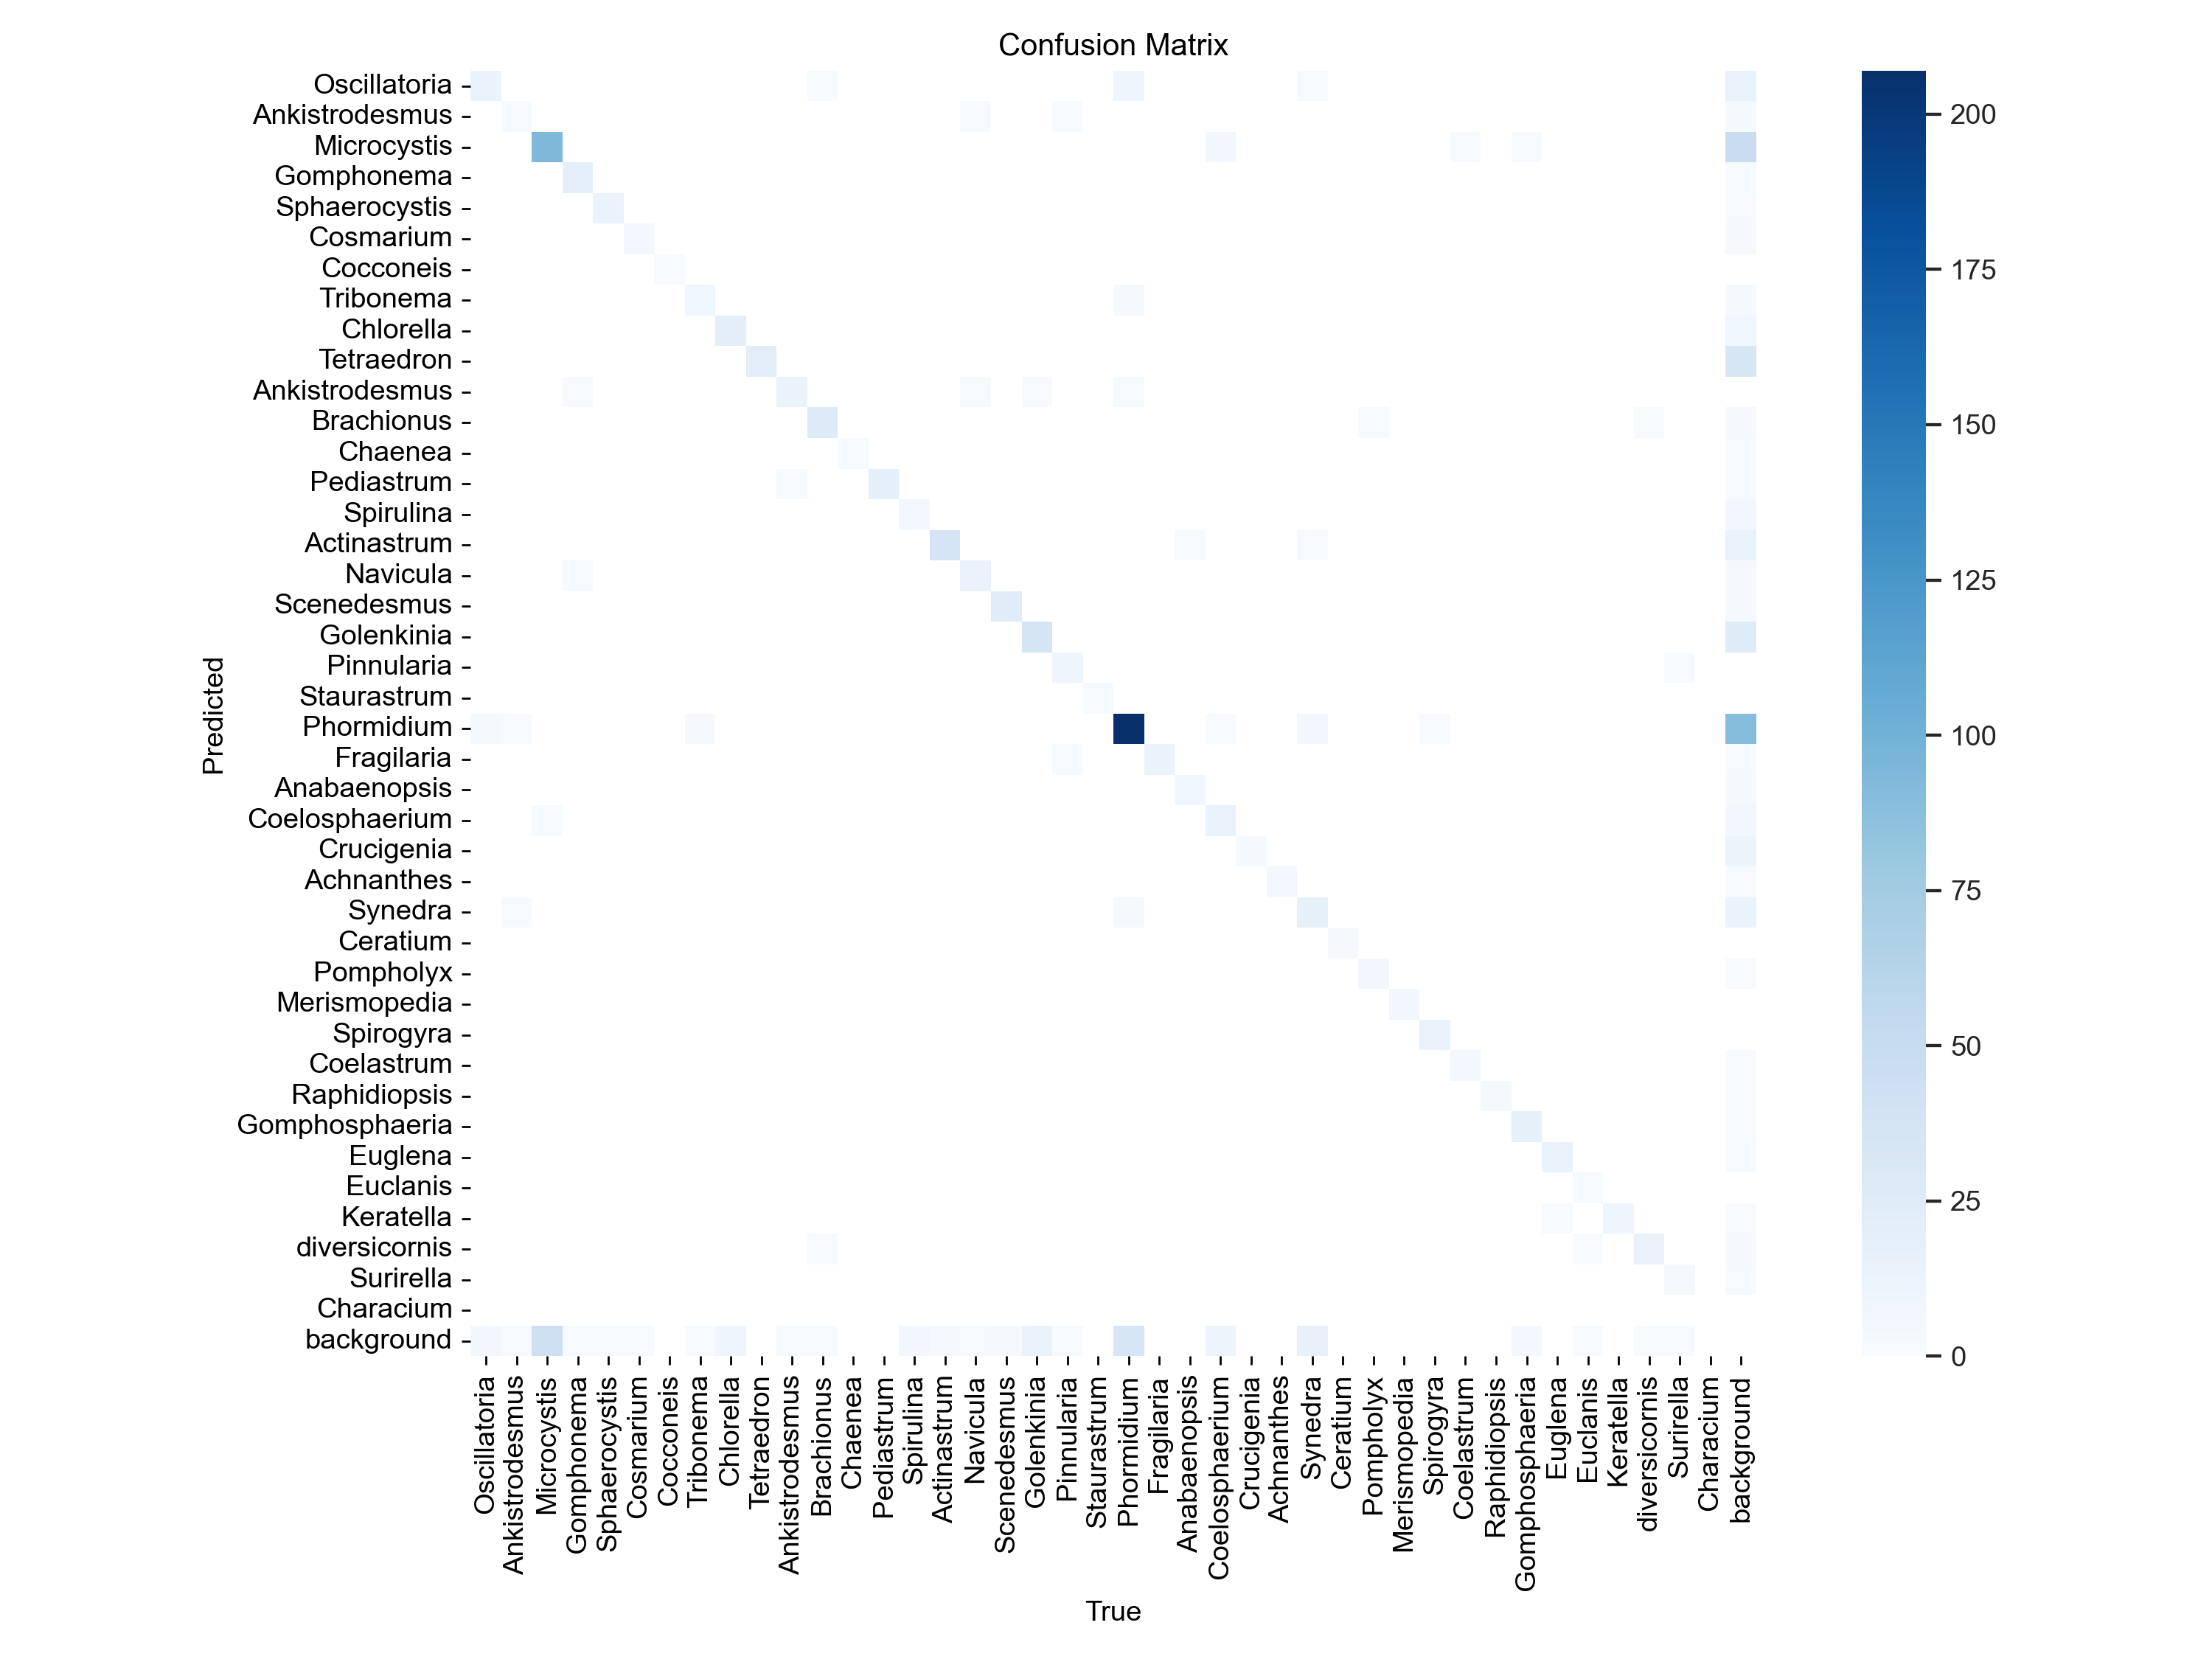 Confusion Matrix
Predicted
Oscillatoria
Ankistrodesmus
Microcystis
Gomphonema
Sphaerocystis
Cosmarium
Cocconeis
Tribonema
Chlorella
Tetraedron
Ankistrodesmus
Brachionus
Chaenea
Pediastrum
Spirulina
Actinastrum
Navicula
Scenedesmus
Golenkinia
Pinnularia
Staurastrum
Phormidium
Fragilaria
Anabaenopsis
Coelosphaerium
Crucigenia
Achnanthes
Synedra
Ceratium
Pompholyx
Merismopedia
Spirogyra
Coelastrum
Raphidiopsis
Gomphosphaeria
Euglena
Euclanis
Keratella
diversicornis
Surirella
Characium
background
Oscillatoria
Ankistrodesmus
Microcystis
Gomphonema
Sphaerocystis
Cosmarium
Cocconeis
Tribonema
Chlorella
Tetraedron
Ankistrodesmus
Brachionus
Chaenea
Pediastrum
Spirulina
Actinastrum
Navicula
Scenedesmus
Golenkinia
Pinnularia
Staurastrum
Phormidium
Fragilaria
Anabaenopsis
Coelosphaerium
Crucigenia
Achnanthes
Synedra
Ceratium
Pompholyx
Merismopedia
Spirogyra
Coelastrum
Raphidiopsis
Gomphosphaeria
Euglena
Euclanis
Keratella
diversicornis
Surirella
Characium
background
True
200
175
150
125
100
75
50
25
0